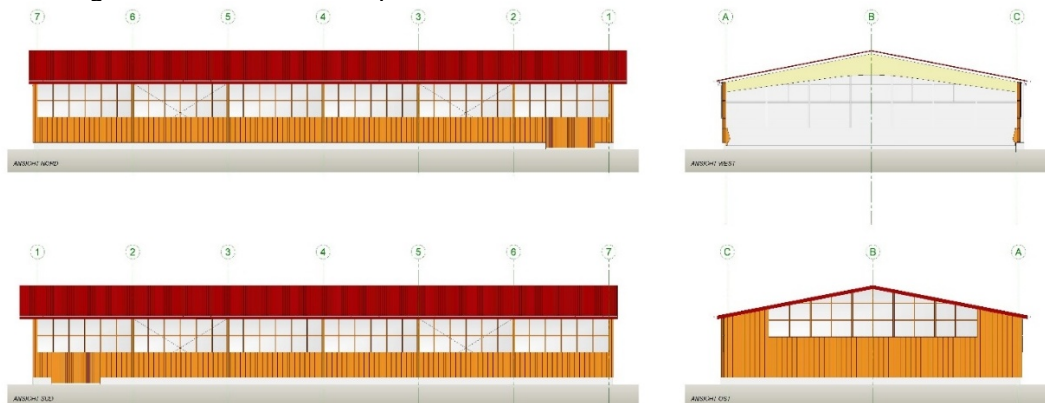 7 6 5 4 3 2 1
A B C
ANSICHT NORD
ANSICHT WEST
1 2 3 4 5 6 7
C B A
ANSICHT SÜD
ANSICHT OST